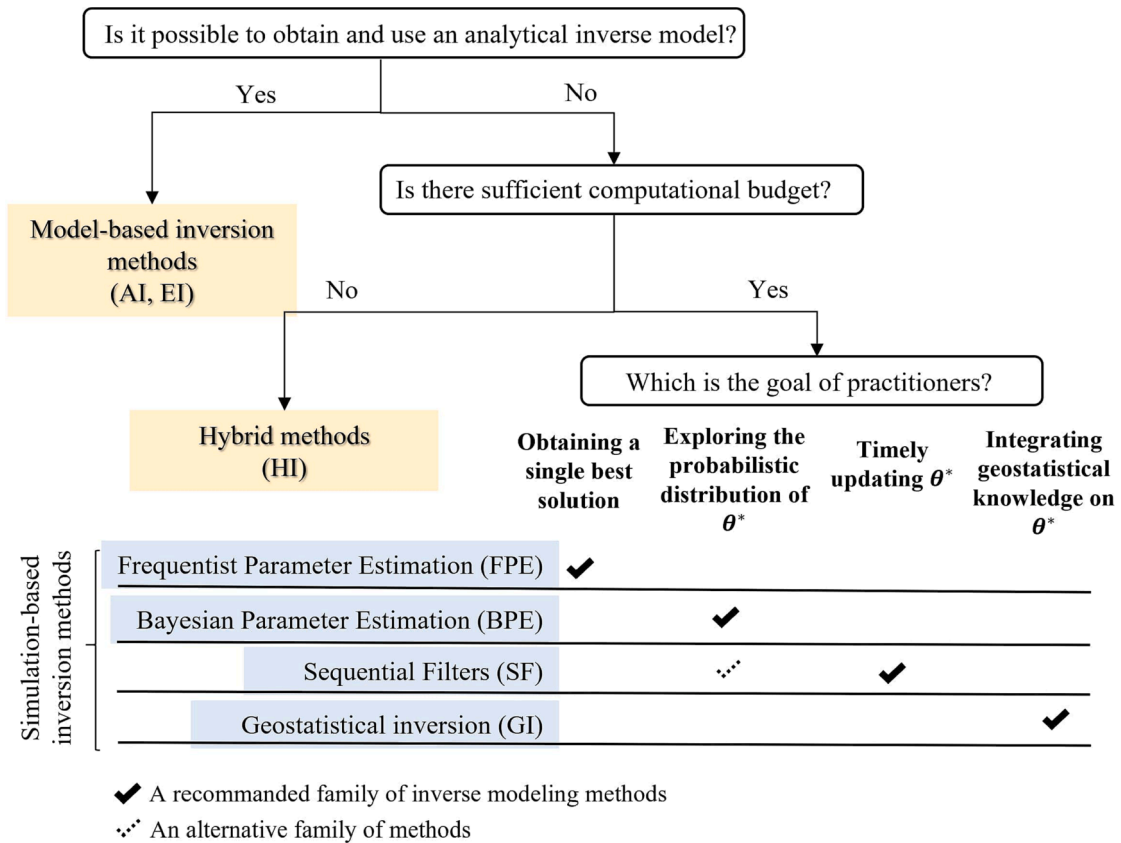 Is it possible to obtain and use an analytical inverse model?
Yes
No
Is there sufficient computational budget?
Model-based inversion
methods
(AI, EI)
No
Yes
Which is the goal of practitioners?
Hybrid methods
(HI)
Obtaining a
single best
solution
Exploring the
probabilistic
distribution of
θ*
Timely
updating θ*
Integrating
geostatistical
knowledge on
θ*
Simulation-based
inversion methods
Frequentist Parameter Estimation (FPE)
Bayesian Parameter Estimation (BPE)
Sequential Filters (SF)
Geostatistical inversion (GI)
A recommanded family of inverse modeling methods
An alternative family of methods